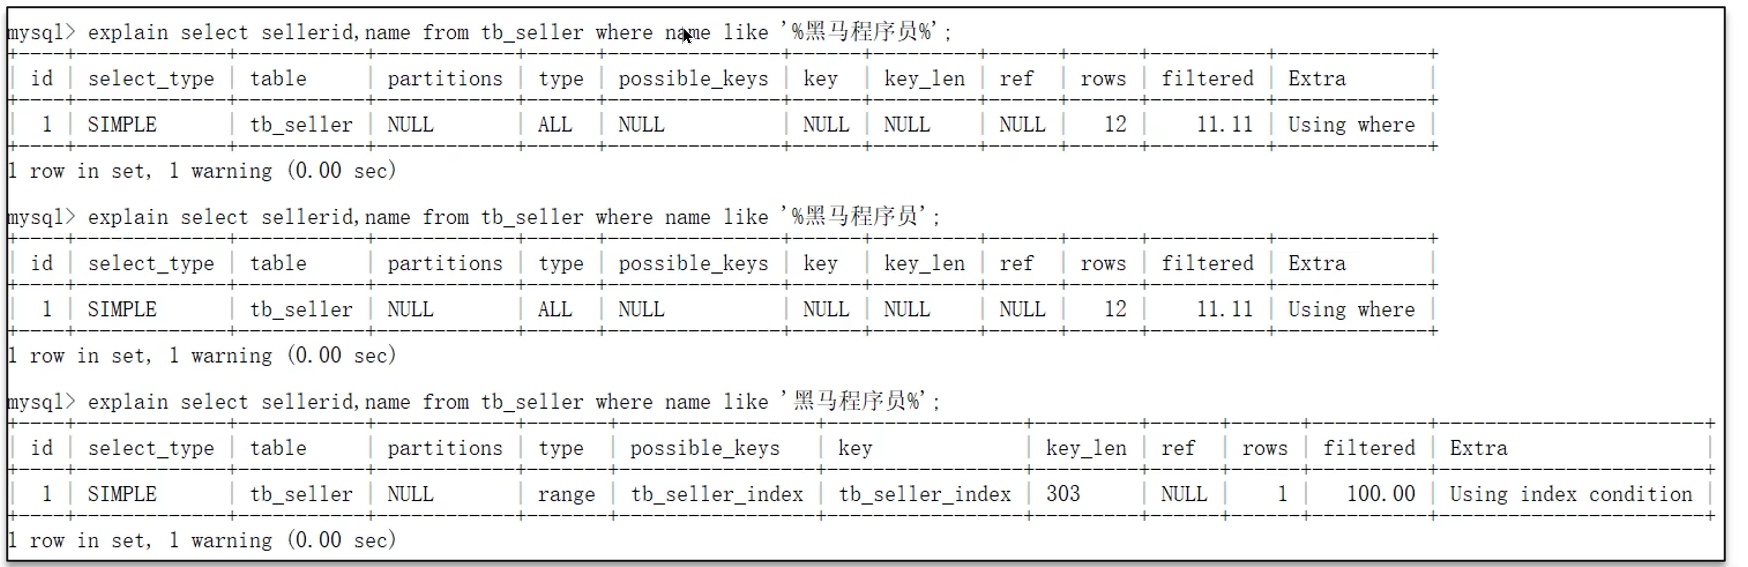 mysql> explain select sellerid,name from tb_seller where name like '%黑马程序员%';
+----+-------------+-----------+------------+------+---------------+------+---------+------+------+----------+-------------+
| id | select_type | table | partitions | type | possible_keys | key | key_len | ref | rows | filtered | Extra |
+----+-------------+-----------+------------+------+---------------+------+---------+------+------+----------+-------------+
| 1 | SIMPLE | tb_seller | NULL | ALL | NULL | NULL | NULL | NULL | 12 | 11.11 | Using where |
+----+-------------+-----------+------------+------+---------------+------+---------+------+------+----------+-------------+
1 row in set, 1 warning (0.00 sec)
mysql> explain select sellerid,name from tb_seller where name like '%黑马程序员';
+----+-------------+-----------+------------+------+---------------+------+---------+------+------+----------+-------------+
| id | select_type | table | partitions | type | possible_keys | key | key_len | ref | rows | filtered | Extra |
+----+-------------+-----------+------------+------+---------------+------+---------+------+------+----------+-------------+
| 1 | SIMPLE | tb_seller | NULL | ALL | NULL | NULL | NULL | NULL | 12 | 11.11 | Using where |
+----+-------------+-----------+------------+------+---------------+------+---------+------+------+----------+-------------+
1 row in set, 1 warning (0.00 sec)
mysql> explain select sellerid,name from tb_seller where name like '黑马程序员%';
+----+-------------+-----------+------------+-------+-----------------+-----------------+---------+------+------+----------+-----------------------+
| id | select_type | table | partitions | type | possible_keys | key | key_len | ref | rows | filtered | Extra |
+----+-------------+-----------+------------+-------+-----------------+-----------------+---------+------+------+----------+-----------------------+
| 1 | SIMPLE | tb_seller | NULL | range | tb_seller_index | tb_seller_index | 303 | NULL | 1 | 100.00 | Using index condition |
+----+-------------+-----------+------------+-------+-----------------+-----------------+---------+------+------+----------+-----------------------+
1 row in set, 1 warning (0.00 sec)